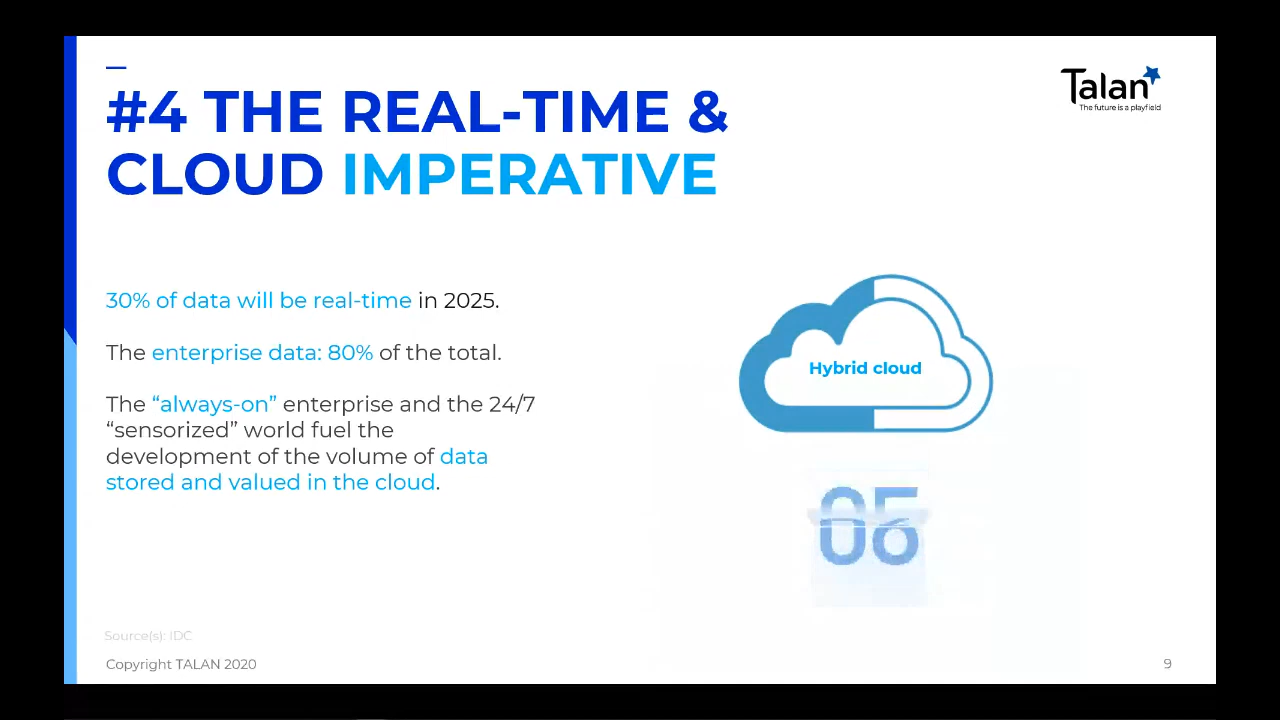 #4 THE REAL-TIME &
CLOUD IMPERATIVE
Talan
The future is a playfield
30% of data will be real-time in 2025.
The enterprise data: 80% of the total.
The “always-on” enterprise and the 24/7
“sensorized” world fuel the
development of the volume of data
stored and valued in the cloud.
Hybrid cloud
Source(s): IDC
Copyright TALAN 2020
9